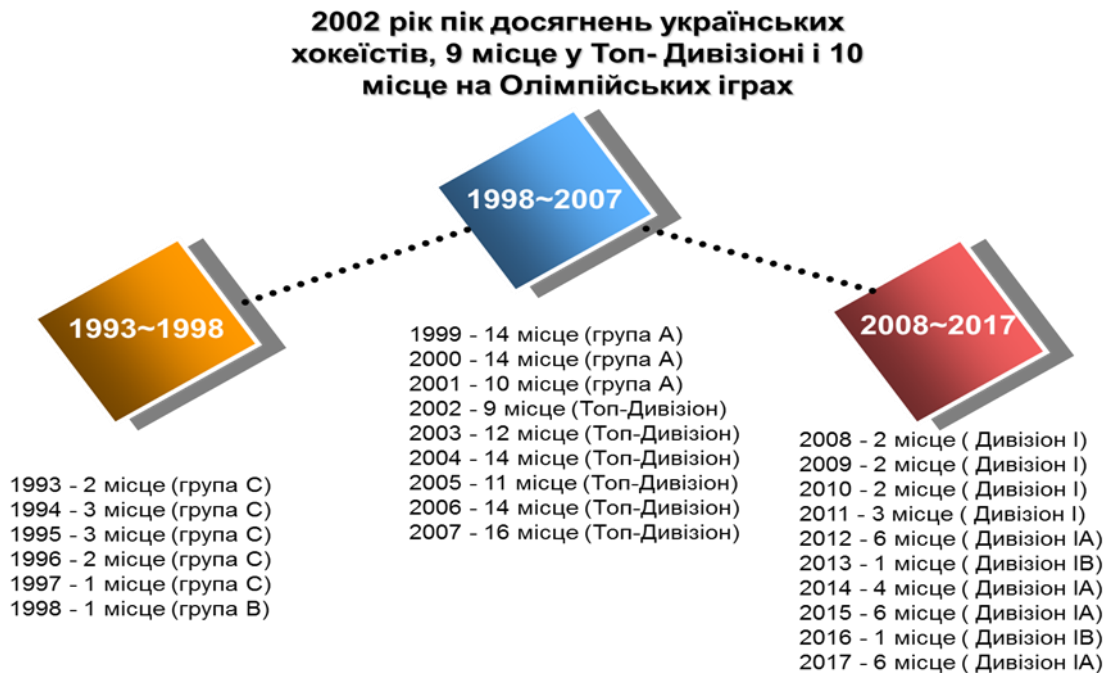 2002 рік пік досягнень українських
хокеїстів, 9 місце у Топ- Дивізіоні і 10
місце на Олімпійських іграх
1993~1998
1993 - 2 місце (група С)
1994 - 3 місце (група С)
1995 - 3 місце (група С)
1996 - 2 місце (група С)
1997 - 1 місце (група С)
1998 - 1 місце (група В)
1998~2007
1999 - 14 місце (група А)
2000 - 14 місце (група А)
2001 - 10 місце (група А)
2002 - 9 місце (Топ-Дивізіон)
2003 - 12 місце (Топ-Дивізіон)
2004 - 14 місце (Топ-Дивізіон)
2005 - 11 місце (Топ-Дивізіон)
2006 - 14 місце (Топ-Дивізіон)
2007 - 16 місце (Топ-Дивізіон)
2008~2017
2008 - 2 місце ( Дивізіон І)
2009 - 2 місце ( Дивізіон І)
2010 - 2 місце ( Дивізіон І)
2011 - 3 місце ( Дивізіон І)
2012 - 6 місце ( Дивізіон ІА)
2013 - 1 місце ( Дивізіон ІВ)
2014 - 4 місце ( Дивізіон ІА)
2015 - 6 місце ( Дивізіон ІА)
2016 - 1 місце ( Дивізіон ІВ)
2017 - 6 місце ( Дивізіон ІА)